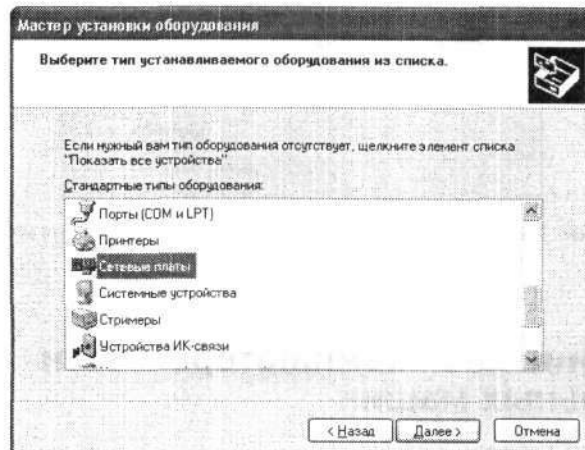 Мастер установки оборудования
Выберите тип устанавливаемого оборудования из списка.
Если нужный вам тип оборудования отсутствует, щелкните элемент списка
"Показать все устройства"
Стандартные типы оборудования:
Порты (COM и LPT)
Принтеры
Сетевые платы
Системные устройства
Стримеры
Устройства ИК-связи
< Назад
Далее >
Отмена